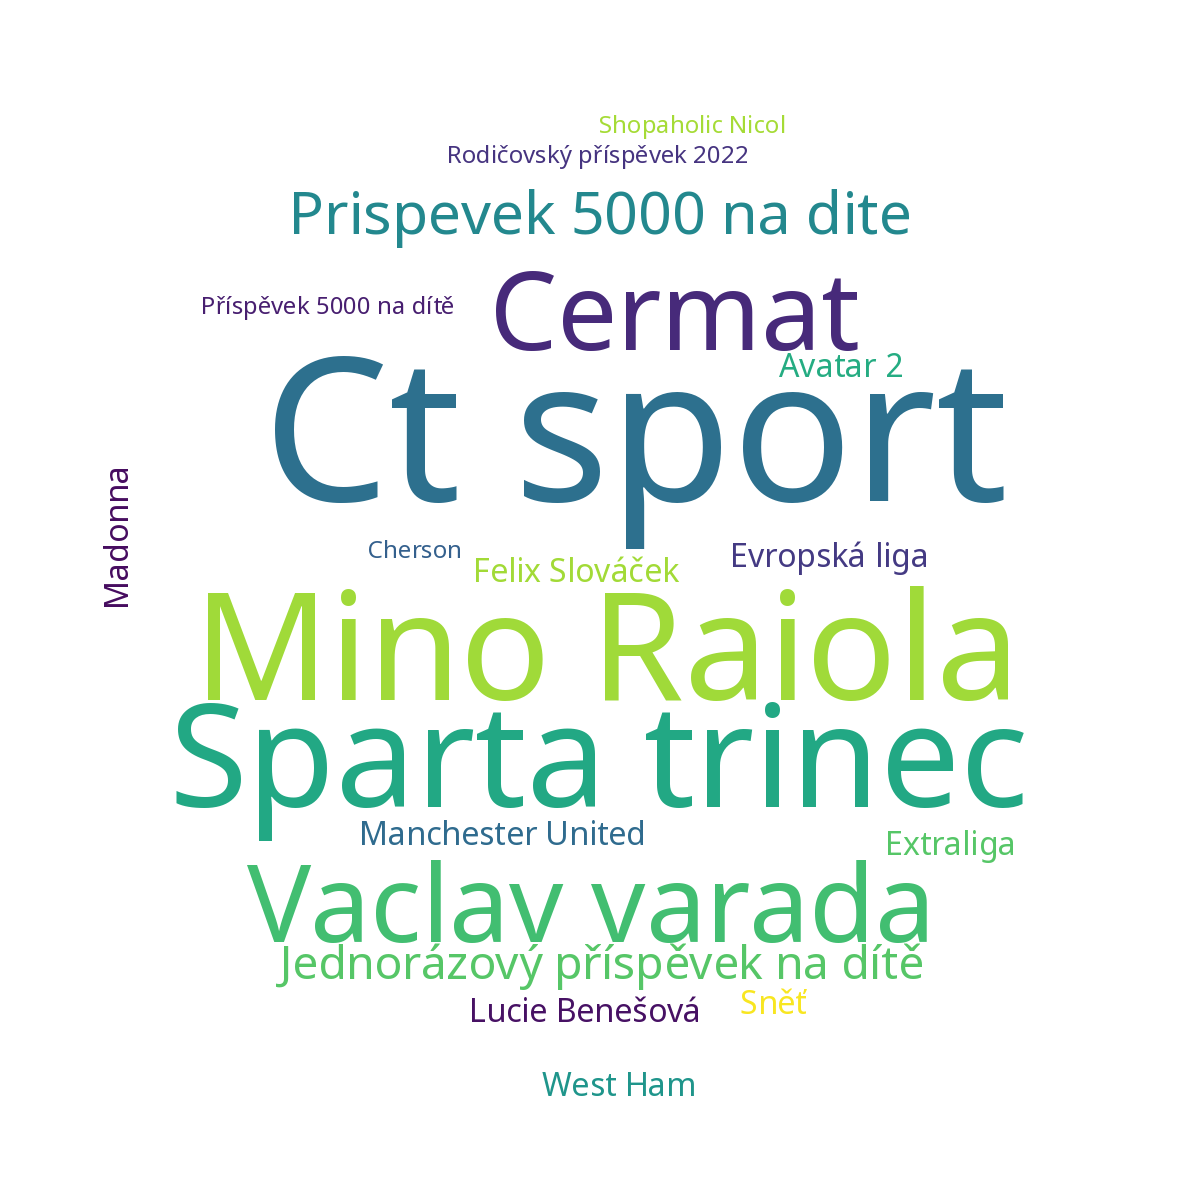 Shopaholic Nicol
Rodičovský příspěvek 2022
Prispevek 5000 na dite
Příspěvek 5000 na dítě
Cermat
Avatar 2
Ct sport
Madonna
Cherson
Felix Slováček
Evropská liga
Mino Raiola
Sparta trinec
Manchester United
Extraliga
Vaclav varada
Jednorázový příspěvek na dítě
Lucie Benešová
Sněť
West Ham